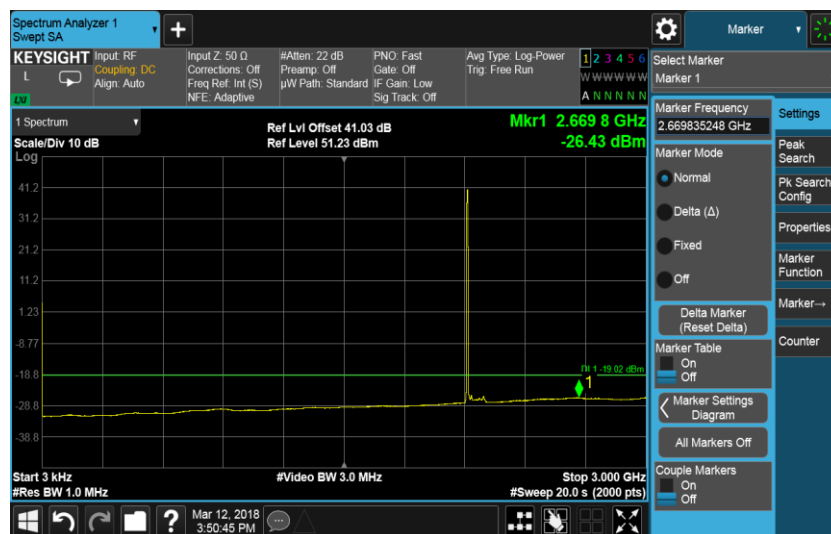 Spectrum Analyzer 1
Swept SA
Marker
KEYSIGHT
L
LXI
Input: RF
Coupling: DC
Align: Auto
Input Z: 50 Ω
Corrections: Off
Freq Ref: Int (S)
NFE: Adaptive
#Atten: 22 dB
Preamp: Off
µW Path: Standard
PNO: Fast
Gate: Off
IF Gain: Low
Sig Track: Off
Avg Type: Log-Power
Trig: Free Run
1 2 3 4 5 6
W W W W W W
A N N N N N
Select Marker
Marker 1
1 Spectrum
Scale/Div 10 dB
Log
Ref Lvl Offset 41.03 dB
Ref Level 51.23 dBm
Mkr1 2.669 8 GHz
-26.43 dBm
41.2
31.2
21.2
11.2
1.23
-8.77
-18.8
-28.8
-38.8
DL1 -19.02 dBm
1
Start 3 kHz
#Res BW 1.0 MHz
#Video BW 3.0 MHz
Stop 3.000 GHz
#Sweep 20.0 s (2000 pts)
Marker Frequency
2.669835248 GHz
Marker Mode
Normal
Delta (Δ)
Fixed
Off
Delta Marker
(Reset Delta)
Marker Table
On
Off
Marker Settings
Diagram
All Markers Off
Couple Markers
On
Off
Settings
Peak
Search
Pk Search
Config
Properties
Marker
Function
Marker→
Counter
?
Mar 12, 2018
3:50:45 PM